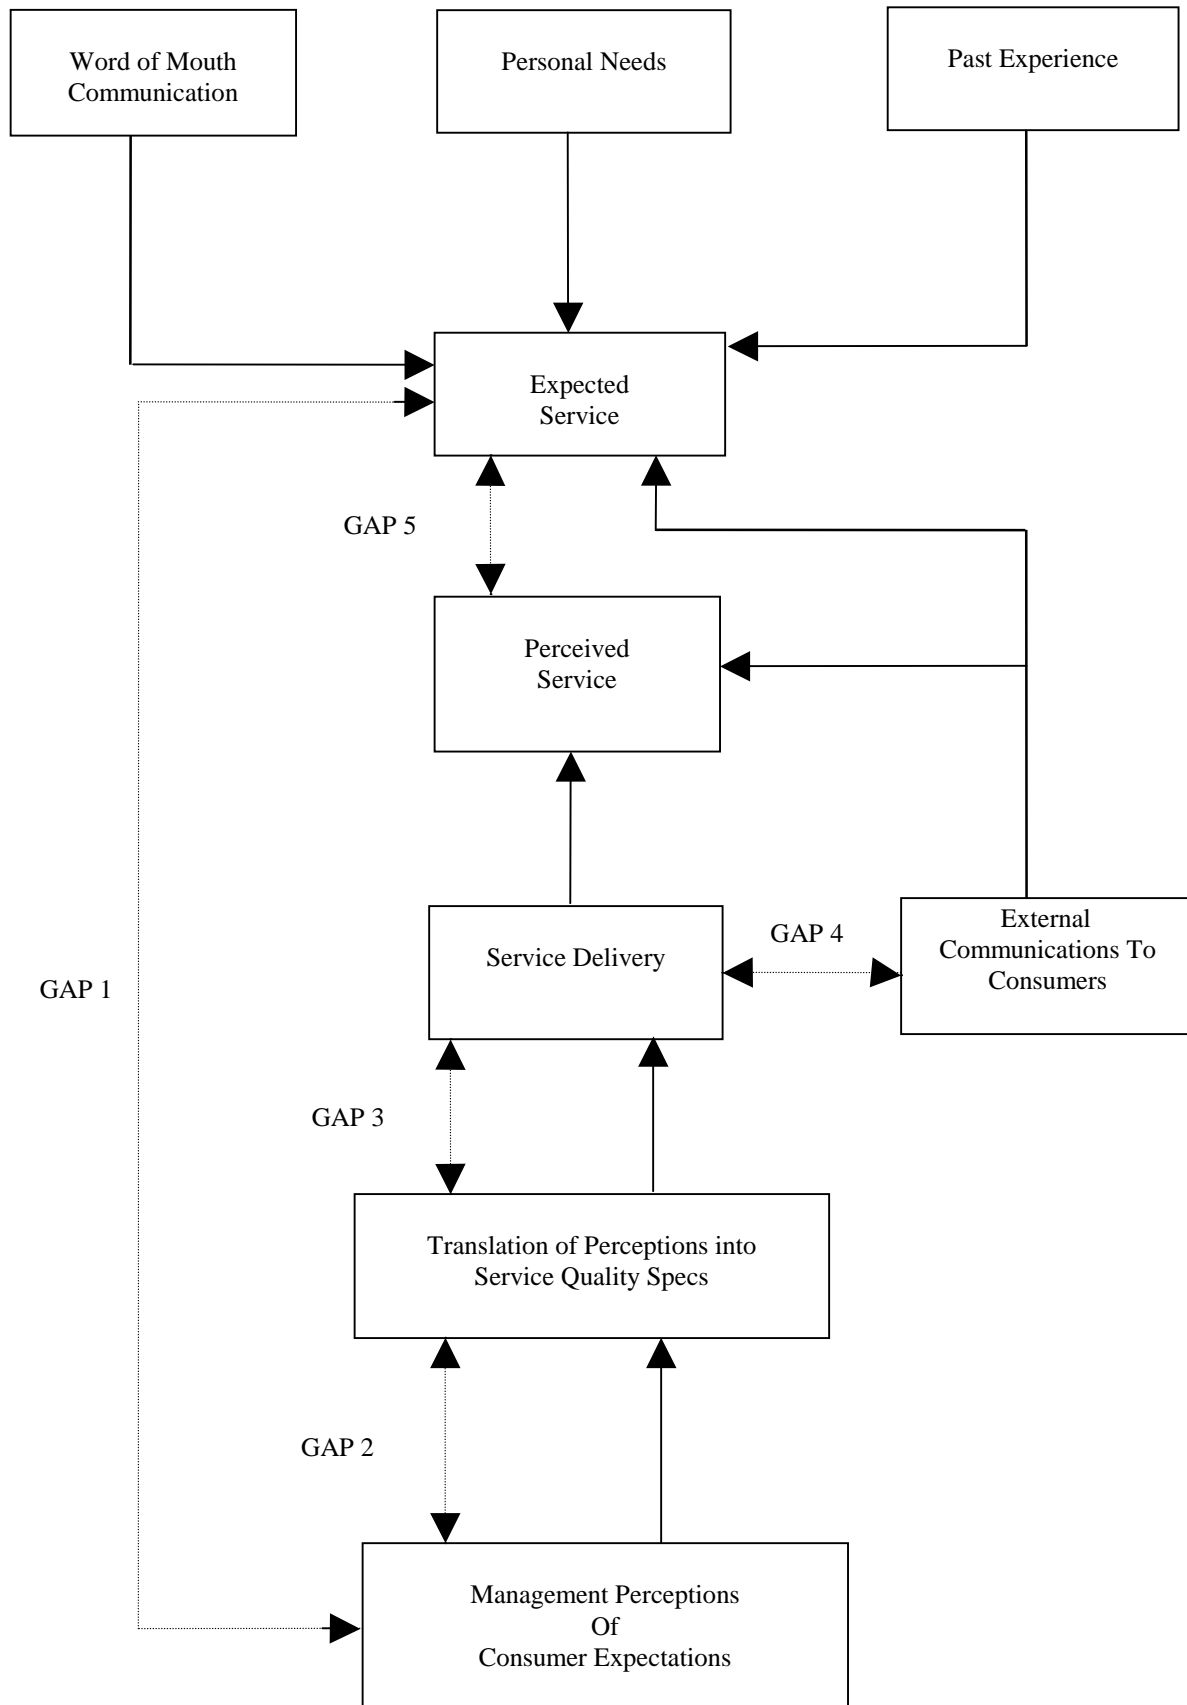 Word of Mouth
Communication
Personal Needs
Past Experience
Expected
Service
GAP 5
Perceived
Service
Service Delivery
GAP 4
External
Communications To
Consumers
GAP 1
GAP 3
Translation of Perceptions into
Service Quality Specs
GAP 2
Management Perceptions
Of
Consumer Expectations